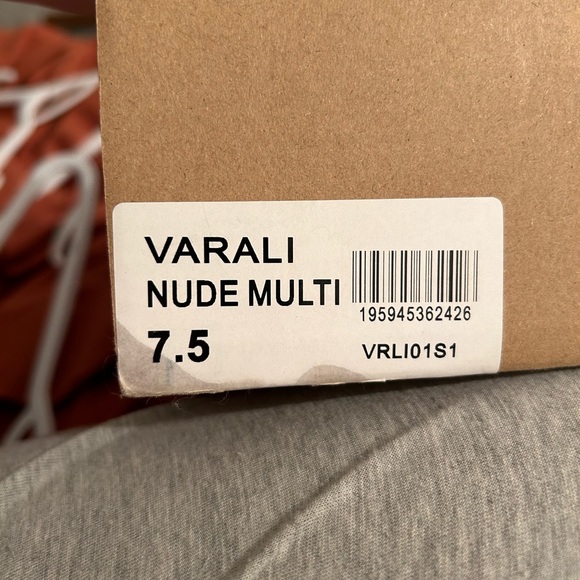 VARALI
NUDE MULTI
7.5
195945362426
VRLI01S1